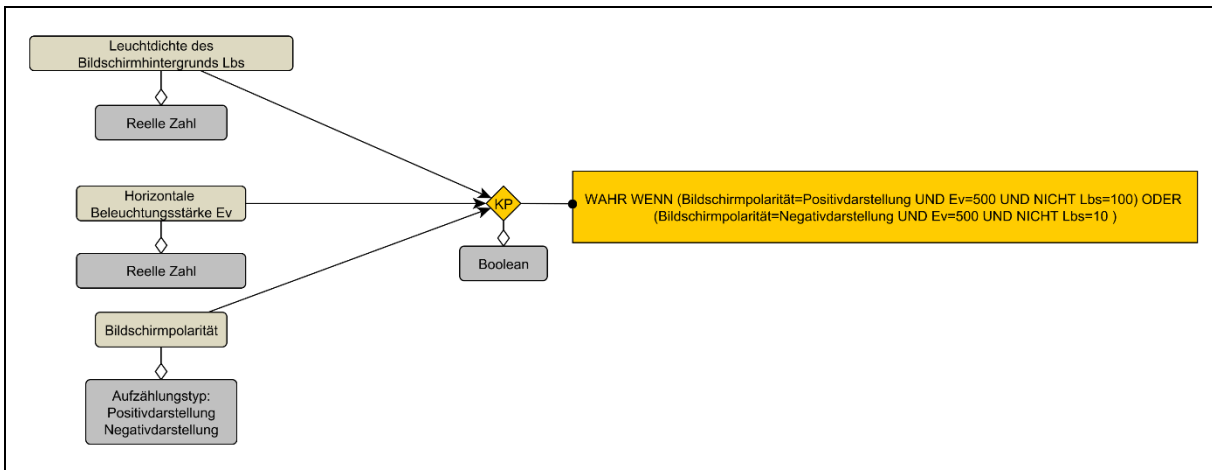 Leuchtdichte des
Bildschirmhintergrunds Lbs
Reelle Zahl
Horizontale
Beleuchtungsstärke Ev
Reelle Zahl
Bildschirmpolarität
Aufzählungstyp:
Positivdarstellung
Negativdarstellung
KP
Boolean
WAHR WENN (Bildschirmpolarität=Positivdarstellung UND Ev=500 UND NICHT Lbs=100) ODER
(Bildschirmpolarität=Negativdarstellung UND Ev=500 UND NICHT Lbs=10 )